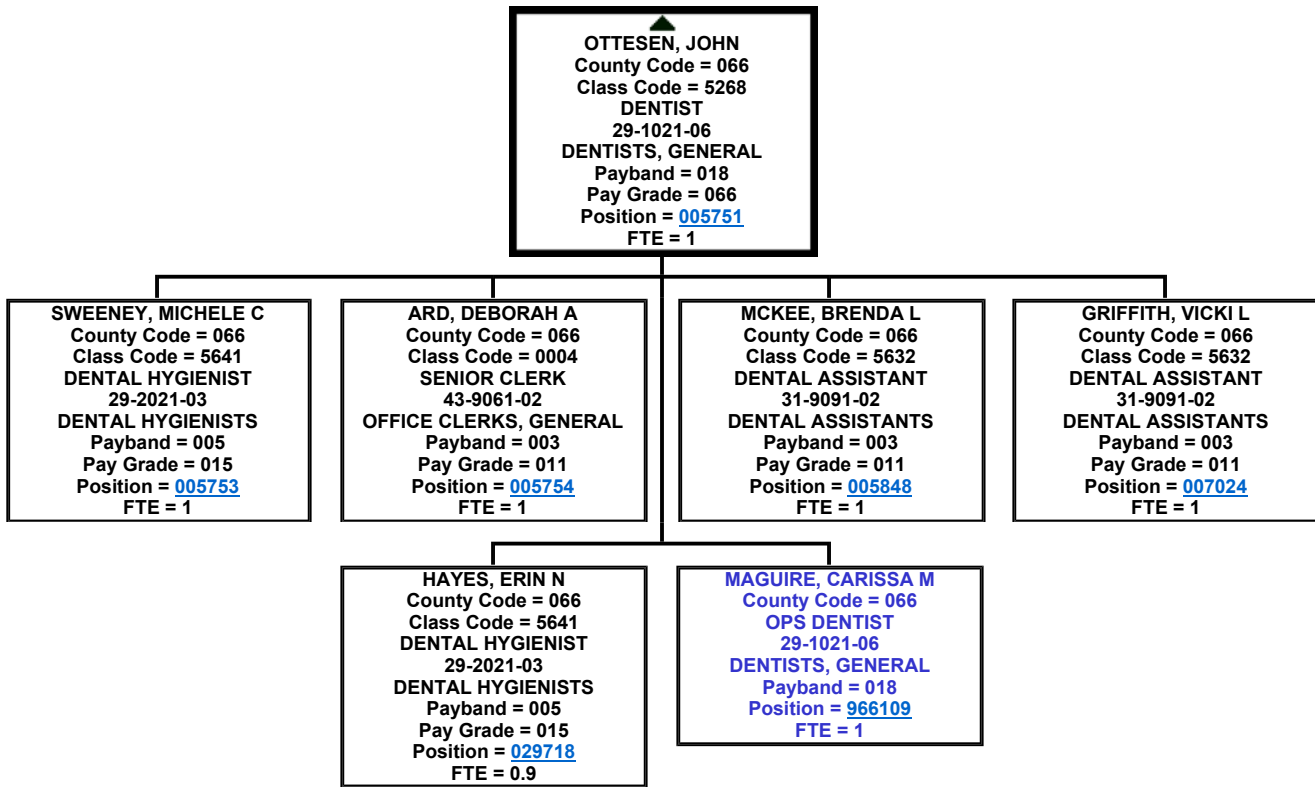 OTTESEN, JOHN
County Code = 066
Class Code = 5268
DENTIST
29-1021-06
DENTISTS, GENERAL
Payband = 018
Pay Grade = 066
Position = 005751
FTE = 1
SWEENEY, MICHELE C
County Code = 066
Class Code = 5641
DENTAL HYGIENIST
29-2021-03
DENTAL HYGIENISTS
Payband = 005
Pay Grade = 015
Position = 005753
FTE = 1
ARD, DEBORAH A
County Code = 066
Class Code = 0004
SENIOR CLERK
43-9061-02
OFFICE CLERKS, GENERAL
Payband = 003
Pay Grade = 011
Position = 005754
FTE = 1
MCKEE, BRENDA L
County Code = 066
Class Code = 5632
DENTAL ASSISTANT
31-9091-02
DENTAL ASSISTANTS
Payband = 003
Pay Grade = 011
Position = 005848
FTE = 1
GRIFFITH, VICKI L
County Code = 066
Class Code = 5632
DENTAL ASSISTANT
31-9091-02
DENTAL ASSISTANTS
Payband = 003
Pay Grade = 011
Position = 007024
FTE = 1
HAYES, ERIN N
County Code = 066
Class Code = 5641
DENTAL HYGIENIST
29-2021-03
DENTAL HYGIENISTS
Payband = 005
Pay Grade = 015
Position = 029718
FTE = 0.9
MAGUIRE, CARISSA M
County Code = 066
OPS DENTIST
29-1021-06
DENTISTS, GENERAL
Payband = 018
Position = 966109
FTE = 1